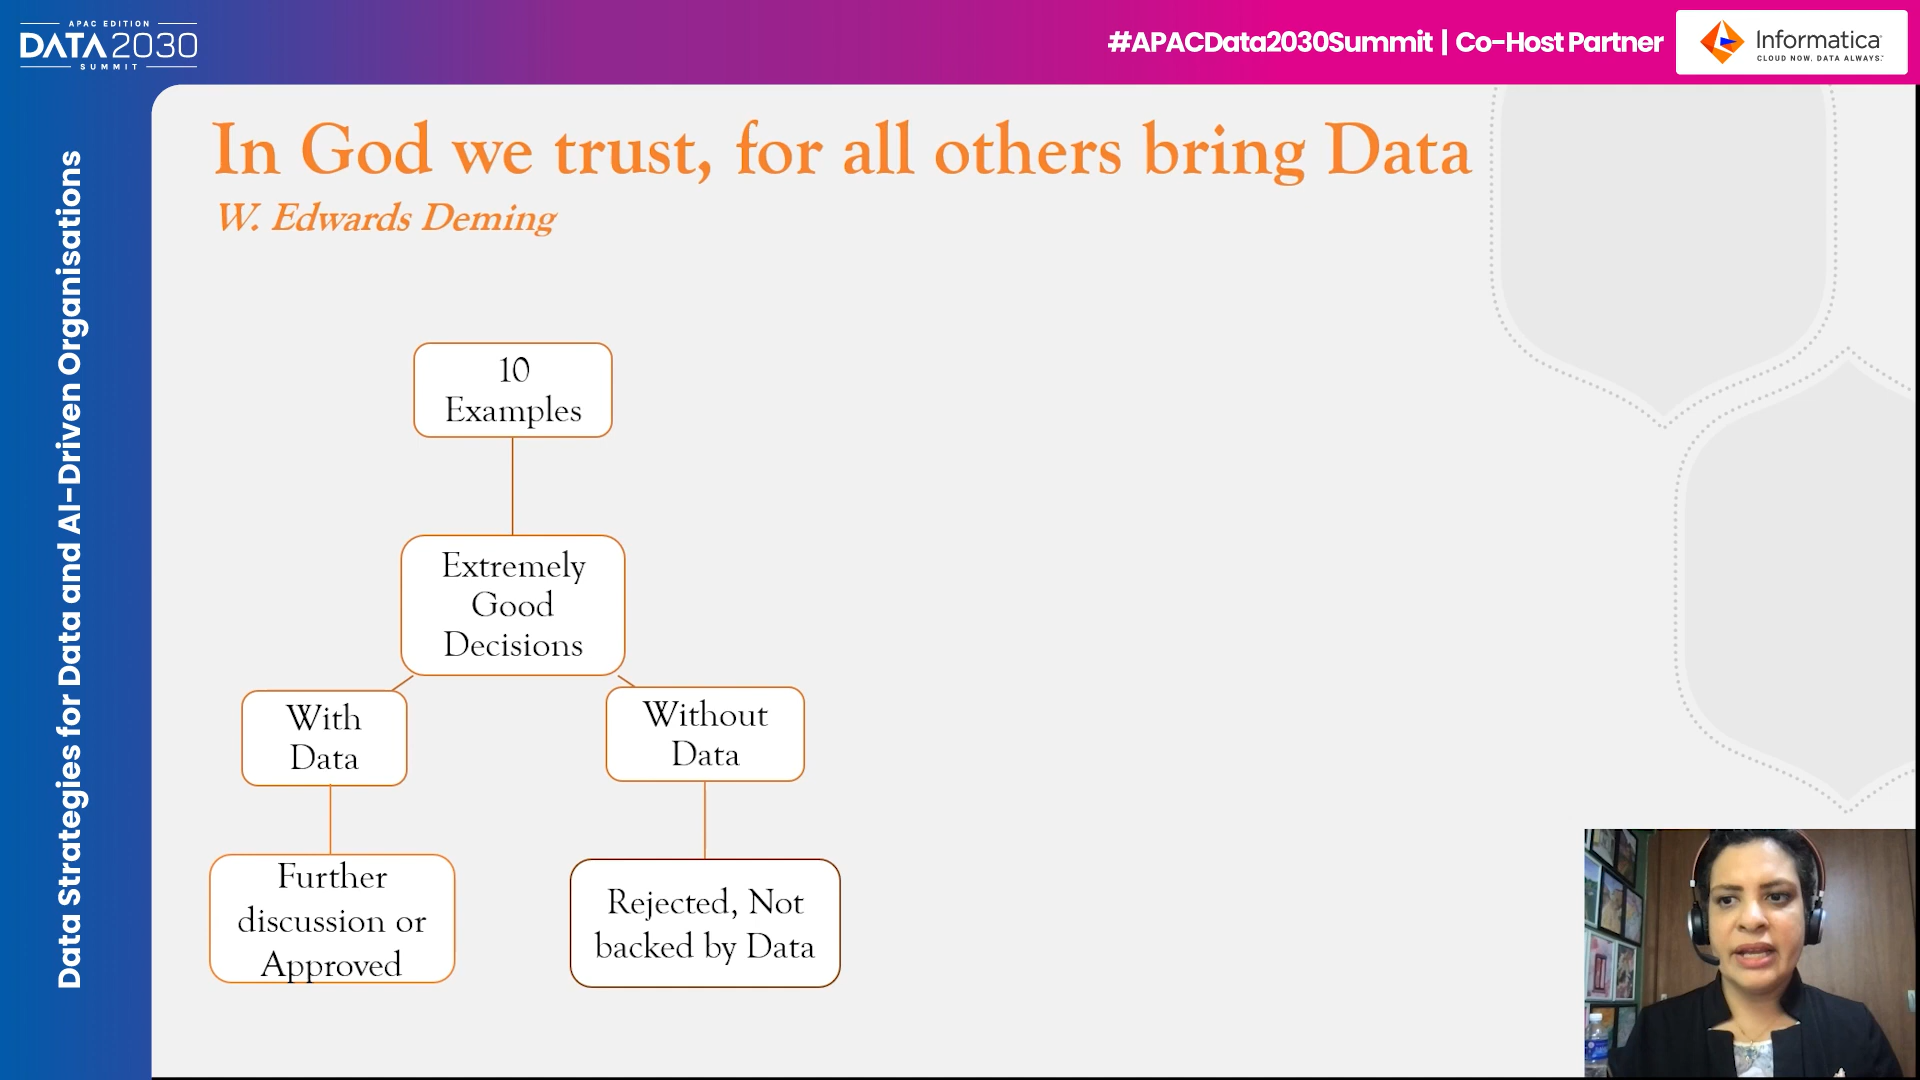 APAC EDITION
DATA2030
SUMMIT
#APACData2030Summit | Co-Host Partner
Informatica
CLOUD NOW. DATA ALWAYS.™
Data Strategies for Data and AI-Driven Organisations
In God we trust, for all others bring Data
W. Edwards Deming
10
Examples
Extremely
Good
Decisions
With
Data
Without
Data
Further
discussion or
Approved
Rejected, Not
backed by Data